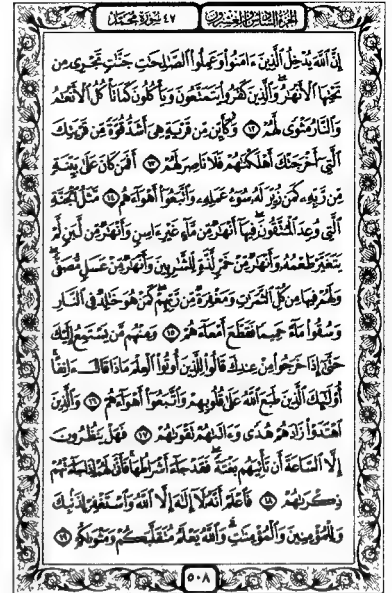 الجزء السادس والعشرون ٤٧ سورة محمد
إِنَّ ٱللَّهَ يُدْخِلُ ٱلَّذِينَ ءَامَنُوا۟ وَعَمِلُوا۟ ٱلصَّٰلِحَٰتِ جَنَّٰتٍ تَجْرِى مِن
تَحْتِهَا ٱلْأَنْهَٰرُ ۖ وَٱلَّذِينَ كَفَرُوا۟ يَتَمَتَّعُونَ وَيَأْكُلُونَ كَمَا تَأْكُلُ ٱلْأَنْعَٰمُ
وَٱلنَّارُ مَثْوًى لَّهُمْ ١٢ وَكَأَيِّن مِّن قَرْيَةٍ هِىَ أَشَدُّ قُوَّةً مِّن قَرْيَتِكَ
ٱلَّتِىٓ أَخْرَجَتْكَ أَهْلَكْنَٰهُمْ فَلَا نَاصِرَ لَهُمْ ١٣ أَفَمَن كَانَ عَلَىٰ بَيِّنَةٍ
مِّن رَّبِّهِۦ كَمَن زُيِّنَ لَهُۥ سُوٓءُ عَمَلِهِۦ وَٱتَّبَعُوٓا۟ أَهْوَآءَهُم ١٤ مَّثَلُ ٱلْجَنَّةِ
ٱلَّتِى وُعِدَ ٱلْمُتَّقُونَ ۖ فِيهَآ أَنْهَٰرٌ مِّن مَّآءٍ غَيْرِ ءَاسِنٍ وَأَنْهَٰرٌ مِّن لَّبَنٍ لَّمْ
يَتَغَيَّرْ طَعْمُهُۥ وَأَنْهَٰرٌ مِّنْ خَمْرٍ لَّذَّةٍ لِّلشَّٰرِبِينَ وَأَنْهَٰرٌ مِّنْ عَسَلٍ مُّصَفًّى ۖ
وَلَهُمْ فِيهَا مِن كُلِّ ٱلثَّمَرَٰتِ وَمَغْفِرَةٌ مِّن رَّبِّهِمْ ۖ كَمَنْ هُوَ خَٰلِدٌ فِى ٱلنَّارِ
وَسُقُوا۟ مَآءً حَمِيمًا فَقَطَّعَ أَمْعَآءَهُمْ ١٥ وَمِنْهُم مَّن يَسْتَمِعُ إِلَيْكَ
حَتَّىٰٓ إِذَا خَرَجُوا۟ مِنْ عِندِكَ قَالُوا۟ لِلَّذِينَ أُوتُوا۟ ٱلْعِلْمَ مَاذَا قَالَ ءَانِفًا ۚ
أُو۟لَٰٓئِكَ ٱلَّذِينَ طَبَعَ ٱللَّهُ عَلَىٰ قُلُوبِهِمْ وَٱتَّبَعُوٓا۟ أَهْوَآءَهُمْ ١٦ وَٱلَّذِينَ
ٱهْتَدَوْا۟ زَادَهُمْ هُدًى وَءَاتَىٰهُمْ تَقْوَىٰهُمْ ١٧ فَهَلْ يَنظُرُونَ
إِلَّا ٱلسَّاعَةَ أَن تَأْتِيَهُم بَغْتَةً ۖ فَقَدْ جَآءَ أَشْرَاطُهَا ۚ فَأَنَّىٰ لَهُمْ إِذَا جَآءَتْهُمْ
ذِكْرَىٰهُمْ ١٨ فَٱعْلَمْ أَنَّهُۥ لَآ إِلَٰهَ إِلَّا ٱللَّهُ وَٱسْتَغْفِرْ لِذَنۢبِكَ
وَلِلْمُؤْمِنِينَ وَٱلْمُؤْمِنَٰتِ ۗ وَٱللَّهُ يَعْلَمُ مُتَقَلَّبَكُمْ وَمَثْوَىٰكُمْ ١٩
٥٠٨